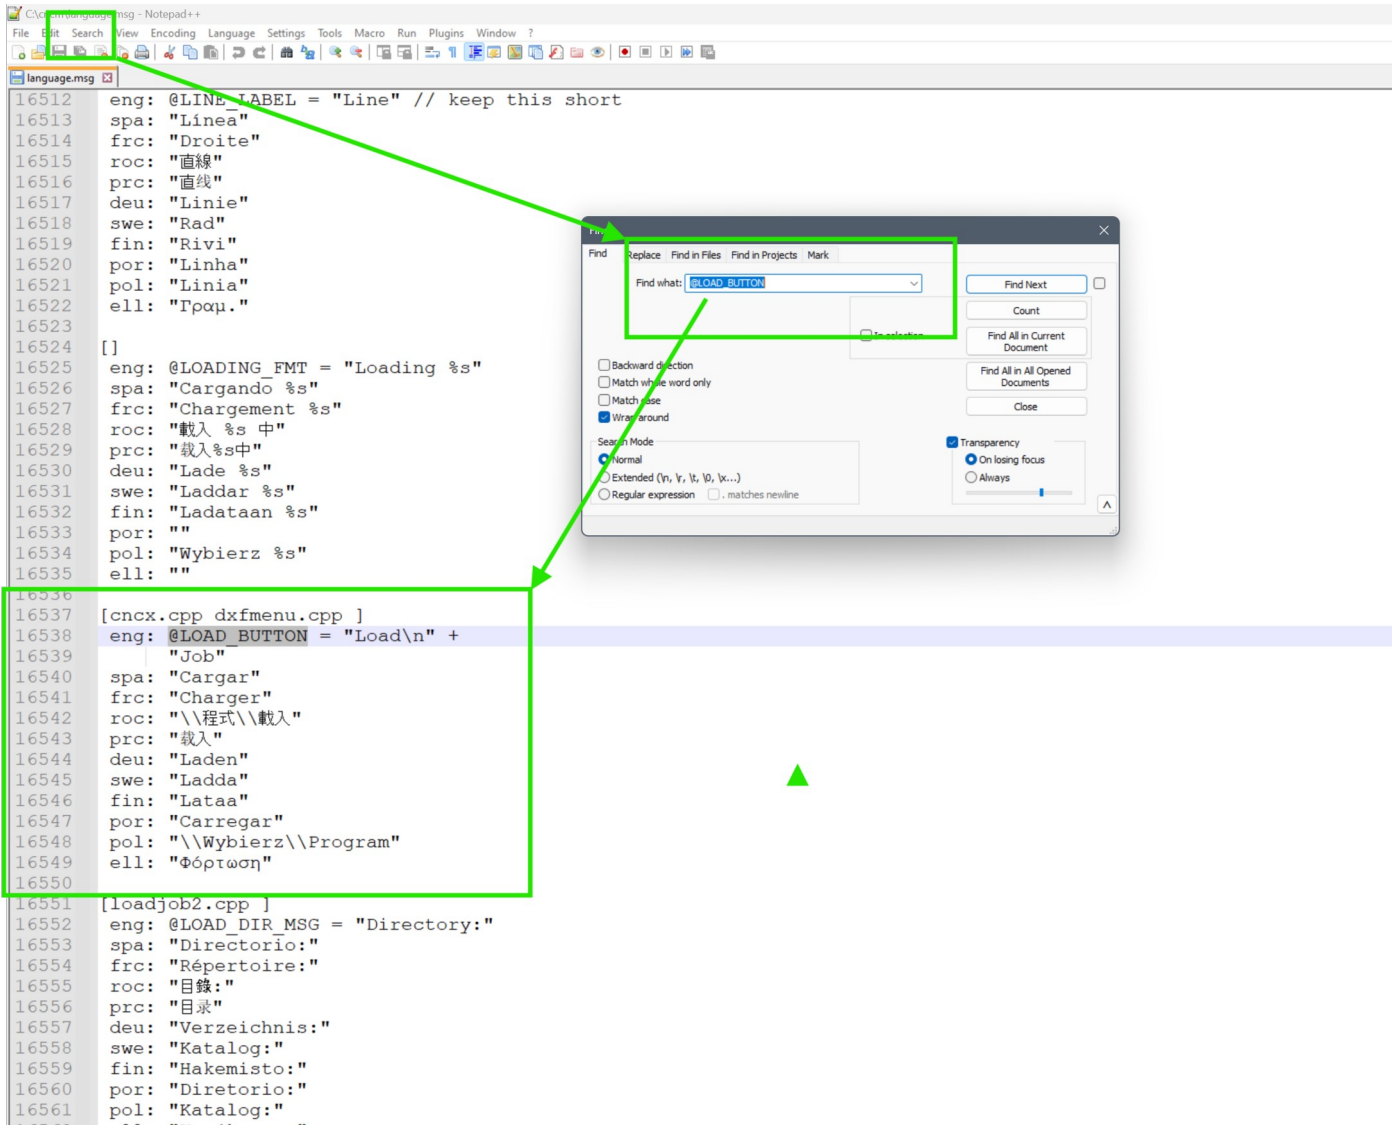 C:\cncm\language.msg - Notepad++
File Edit Search View Encoding Language Settings Tools Macro Run Plugins Window ?
language.msg
16512 eng: @LINE_LABEL = "Line" // keep this short
16513 spa: "Línea"
16514 frc: "Droite"
16515 roc: "直線"
16516 prc: "直线"
16517 deu: "Linie"
16518 swe: "Rad"
16519 fin: "Rivi"
16520 por: "Linha"
16521 pol: "Linia"
16522 ell: "Γραμ."
16523
16524 []
16525 eng: @LOADING_FMT = "Loading %s"
16526 spa: "Cargando %s"
16527 frc: "Chargement %s"
16528 roc: "載入 %s 中"
16529 prc: "载入%s中"
16530 deu: "Lade %s"
16531 swe: "Laddar %s"
16532 fin: "Ladataan %s"
16533 por: ""
16534 pol: "Wybierz %s"
16535 ell: ""
16536
16537 [cncx.cpp dxfmenu.cpp ]
16538 eng: @LOAD_BUTTON = "Load\n" +
16539 "Job"
16540 spa: "Cargar"
16541 frc: "Charger"
16542 roc: "\\程式\\載入"
16543 prc: "载入"
16544 deu: "Laden"
16545 swe: "Ladda"
16546 fin: "Lataa"
16547 por: "Carregar"
16548 pol: "\\Wybierz\\Program"
16549 ell: "Φόρτωση"
16550
16551 [loadjob2.cpp ]
16552 eng: @LOAD_DIR_MSG = "Directory:"
16553 spa: "Directorio:"
16554 frc: "Répertoire:"
16555 roc: "目錄:"
16556 prc: "目录"
16557 deu: "Verzeichnis:"
16558 swe: "Katalog:"
16559 fin: "Hakemisto:"
16560 por: "Diretorio:"
16561 pol: "Katalog:"
Find Replace Find in Files Find in Projects Mark
Find what: @LOAD_BUTTON
Find Next
Count
In selection
Find All in Current
Document
Find All in All Opened
Documents
Close
Backward direction
Match whole word only
Match case
Wrap around
Search Mode
Normal
Extended (\n, \r, \t, \0, \x...)
Regular expression . matches newline
Transparency
On losing focus
Always